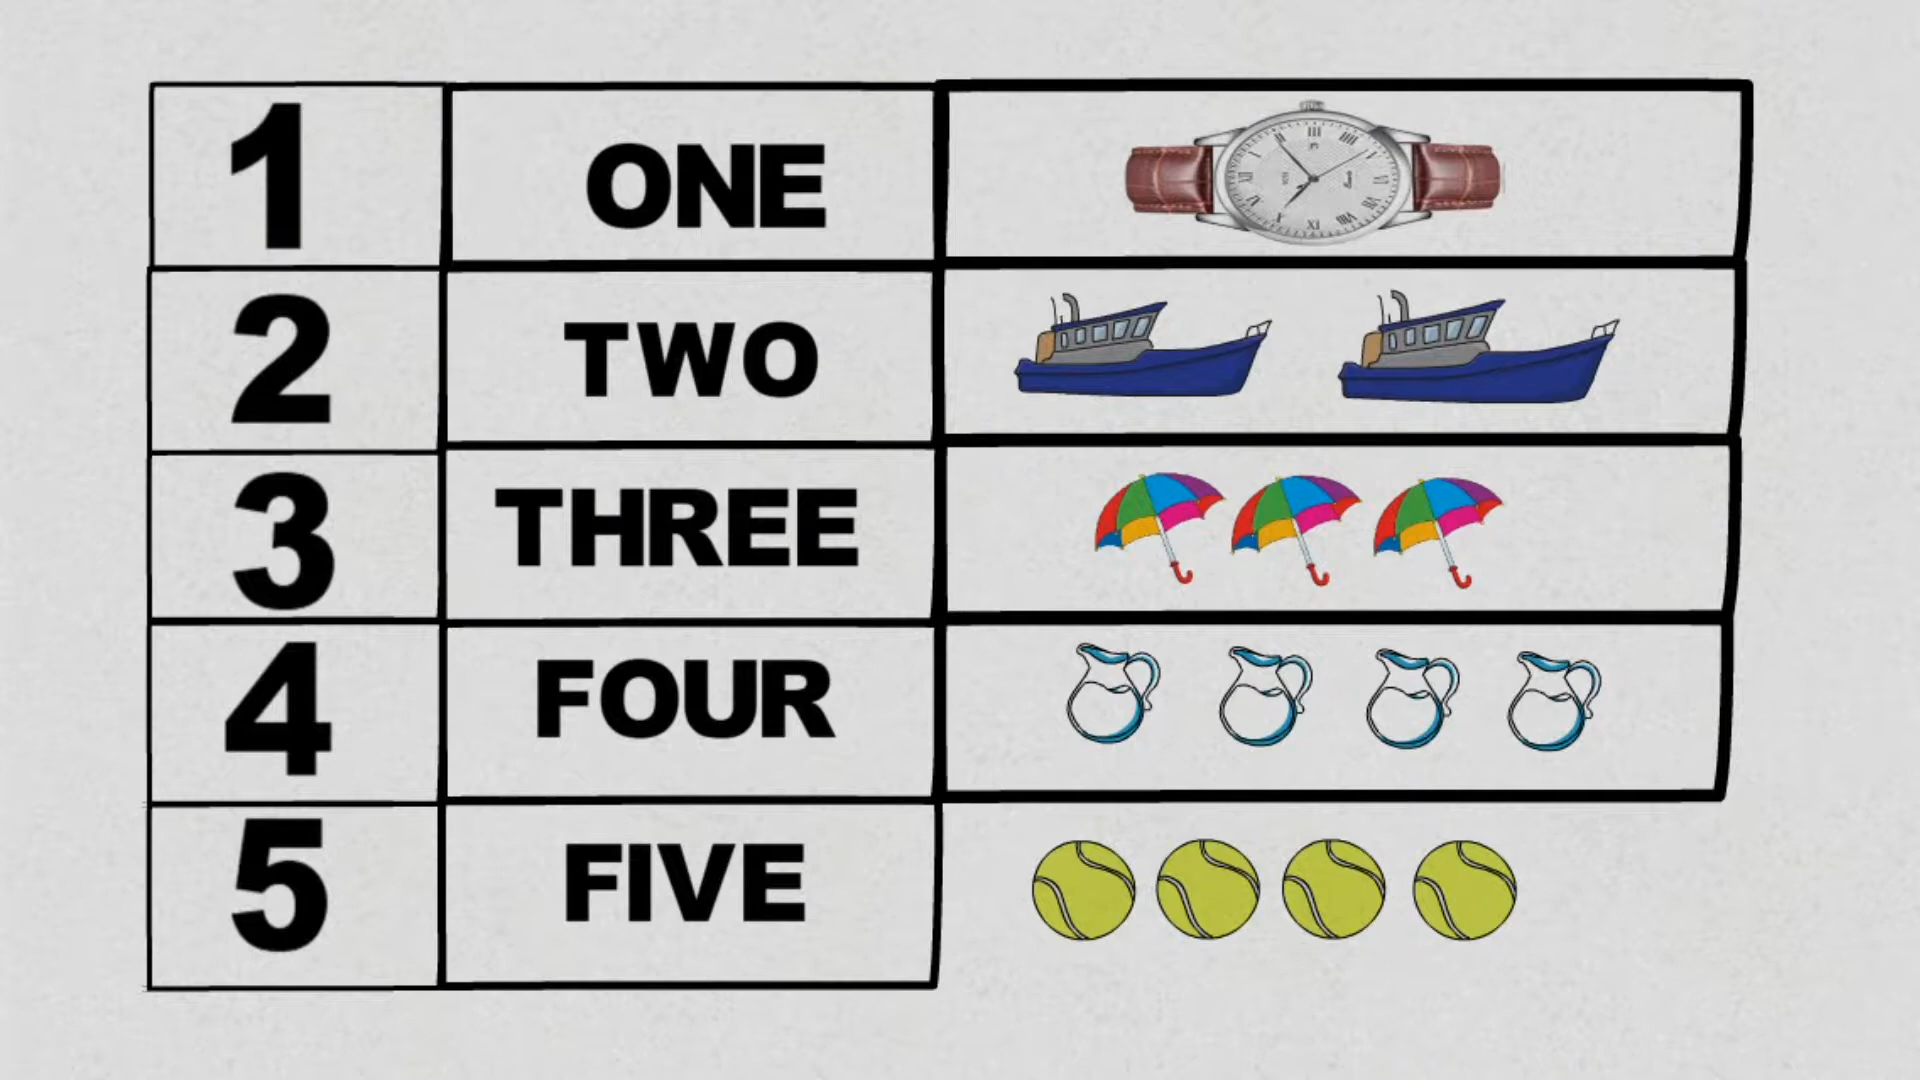 1 ONE
2 TWO
3 THREE
4 FOUR
5 FIVE